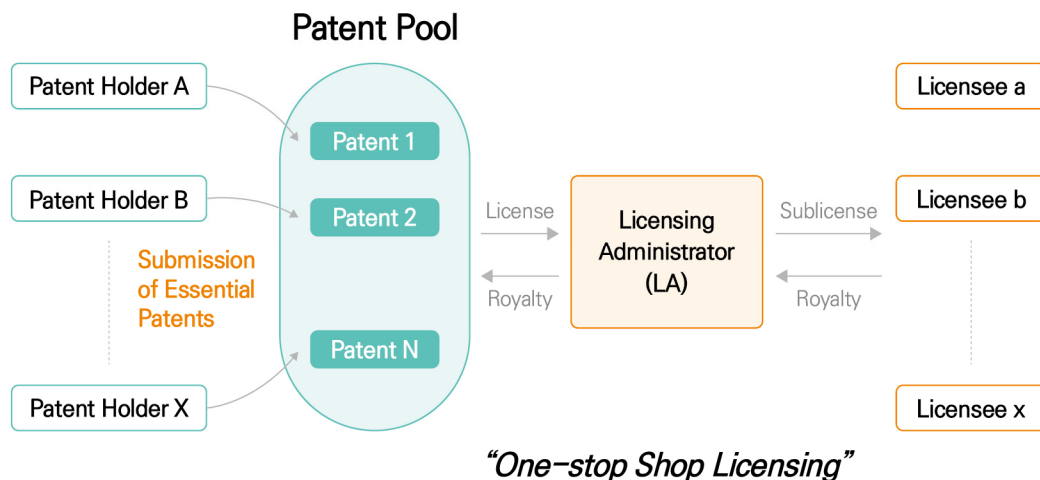 Patent Pool
Patent Holder A
Patent 1
Licensee a
Patent Holder B
Patent 2
License
Royalty
Licensing
Administrator
(LA)
Sublicense
Royalty
Licensee b
Submission
of Essential
Patents
Patent N
Patent Holder X
Licensee x
“One-stop Shop Licensing”